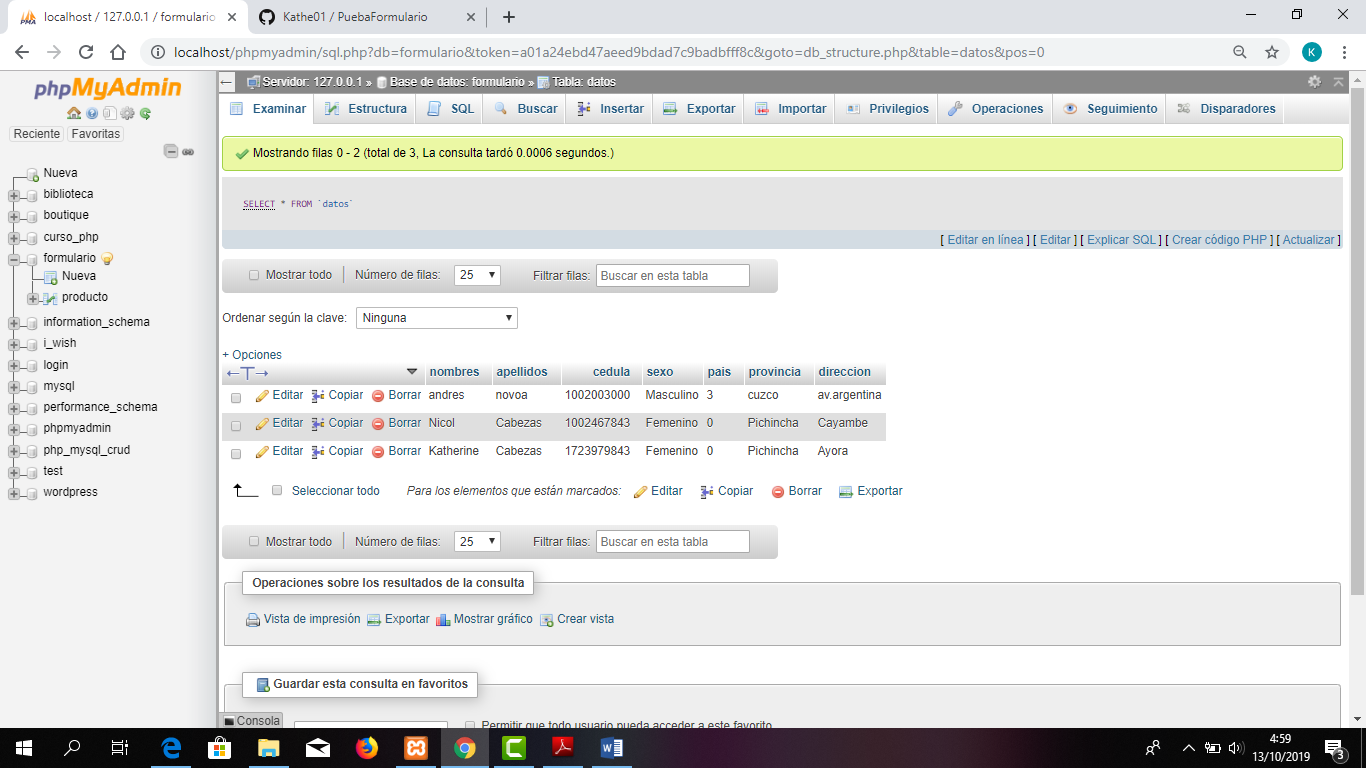 localhost / 127.0.0.1 / formulario
Kathe01 / PuebaFormulario
localhost/phpmyadmin/sql.php?db=formulario&token=a01a24ebd47aeed9bdad7c9badbfff8c&goto=db_structure.php&table=datos&pos=0
K
phpMyAdmin
Reciente Favoritas
Nueva
biblioteca
boutique
curso_php
formulario
Nueva
producto
information_schema
i_wish
login
mysql
performance_schema
phpmyadmin
php_mysql_crud
test
wordpress
Servidor: 127.0.0.1 » Base de datos: formulario » Tabla: datos
Examinar Estructura SQL Buscar Insertar Exportar Importar Privilegios Operaciones Seguimiento Disparadores
Mostrando filas 0 - 2 (total de 3, La consulta tardó 0.0006 segundos.)
SELECT * FROM `datos`
[ Editar en línea ] [ Editar ] [ Explicar SQL ] [ Crear código PHP ] [ Actualizar ]
Mostrar todo Número de filas: 25 Filtrar filas: Buscar en esta tabla
Ordenar según la clave: Ninguna
+ Opciones
←T→ nombres apellidos cedula sexo pais provincia direccion
Editar Copiar Borrar andres novoa 1002003000 Masculino 3 cuzco av.argentina
Editar Copiar Borrar Nicol Cabezas 1002467843 Femenino 0 Pichincha Cayambe
Editar Copiar Borrar Katherine Cabezas 1723979843 Femenino 0 Pichincha Ayora
Seleccionar todo Para los elementos que están marcados: Editar Copiar Borrar Exportar
Mostrar todo Número de filas: 25 Filtrar filas: Buscar en esta tabla
Operaciones sobre los resultados de la consulta
Vista de impresión Exportar Mostrar gráfico Crear vista
Guardar esta consulta en favoritos
Consola
Permitir que todo usuario pueda acceder a este favorito
4:59
13/10/2019
3